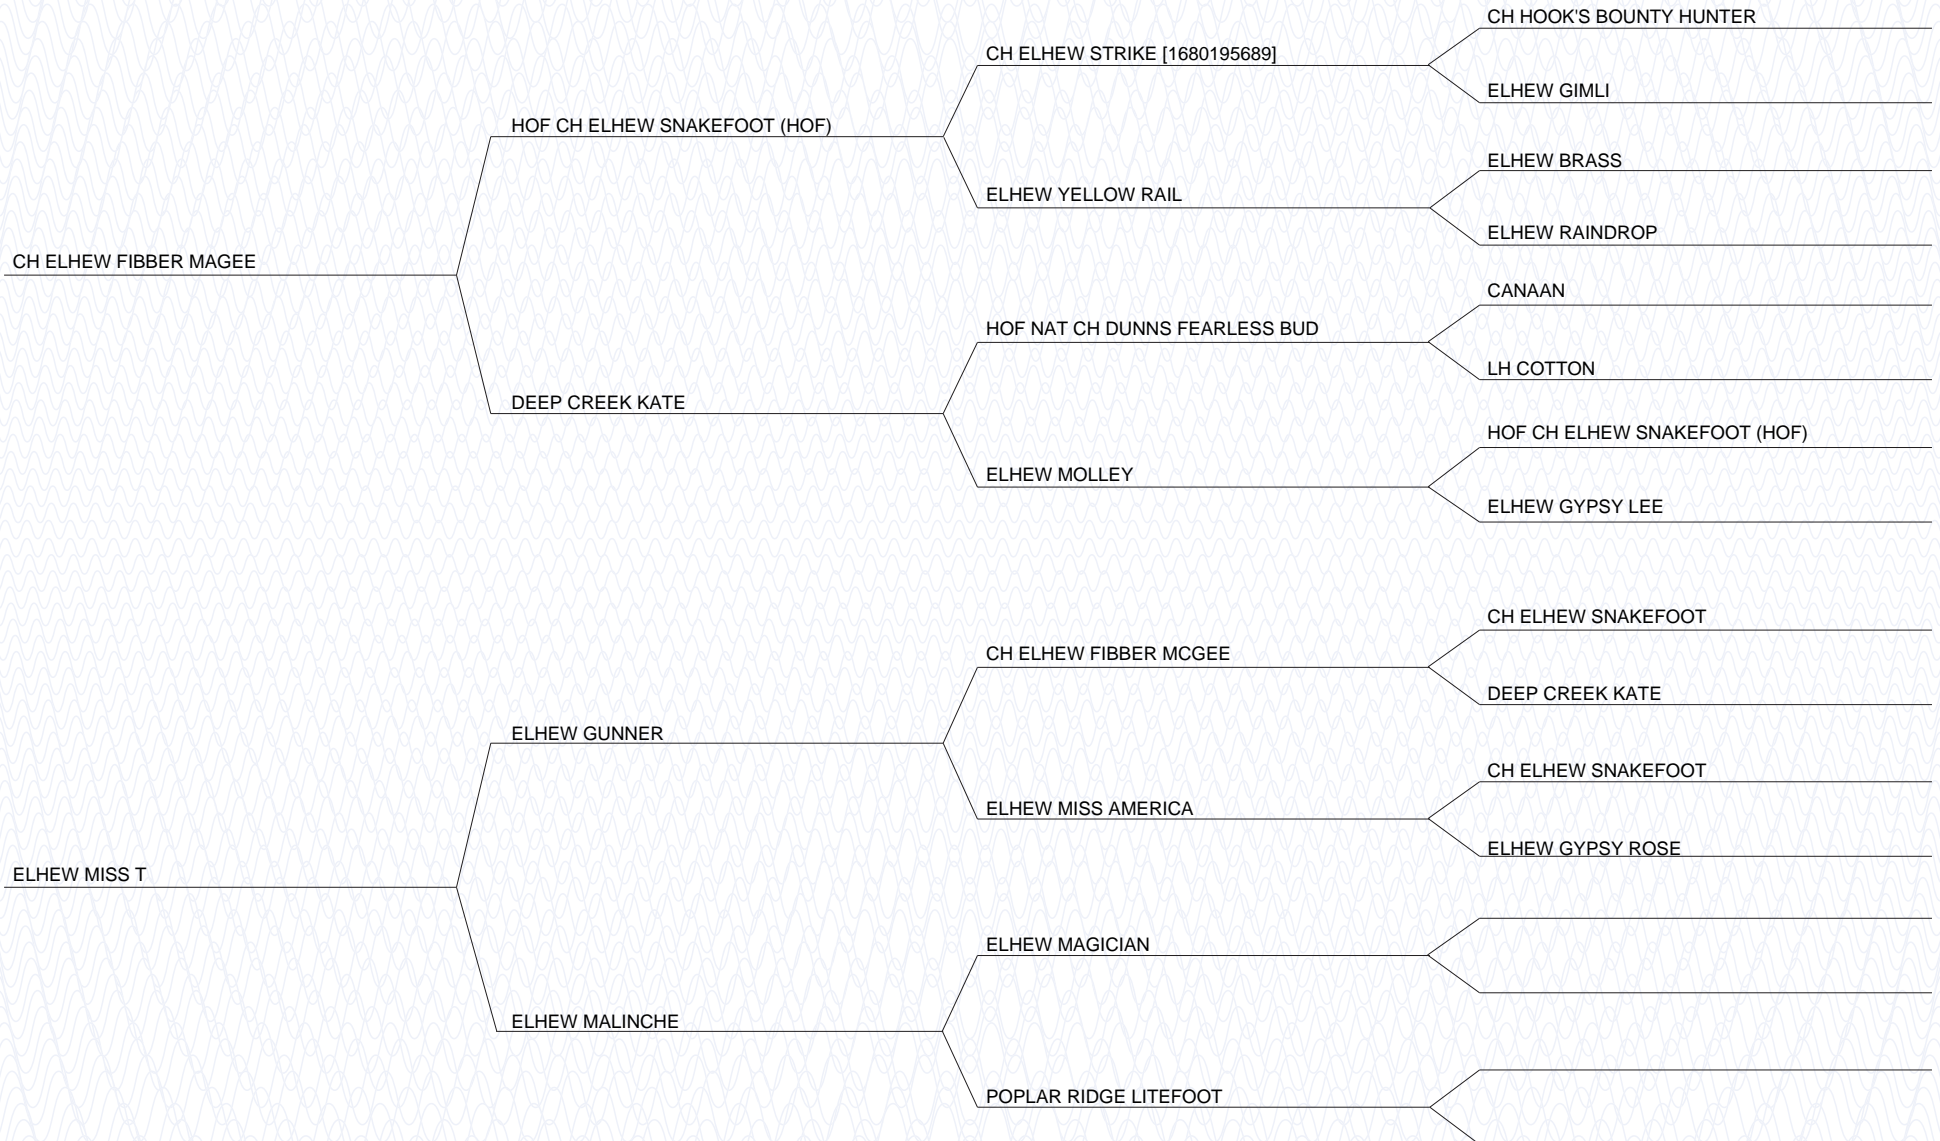 CH HOOK'S BOUNTY HUNTER
CH ELHEW STRIKE [1680195689]
ELHEW GIMLI
HOF CH ELHEW SNAKEFOOT (HOF)
ELHEW BRASS
ELHEW YELLOW RAIL
ELHEW RAINDROP
CH ELHEW FIBBER MAGEE
CANAAN
HOF NAT CH DUNNS FEARLESS BUD
LH COTTON
DEEP CREEK KATE
HOF CH ELHEW SNAKEFOOT (HOF)
ELHEW MOLLEY
ELHEW GYPSY LEE
CH ELHEW SNAKEFOOT
CH ELHEW FIBBER MCGEE
DEEP CREEK KATE
ELHEW GUNNER
CH ELHEW SNAKEFOOT
ELHEW MISS AMERICA
ELHEW GYPSY ROSE
ELHEW MISS T
ELHEW MAGICIAN
ELHEW MALINCHE
POPLAR RIDGE LITEFOOT